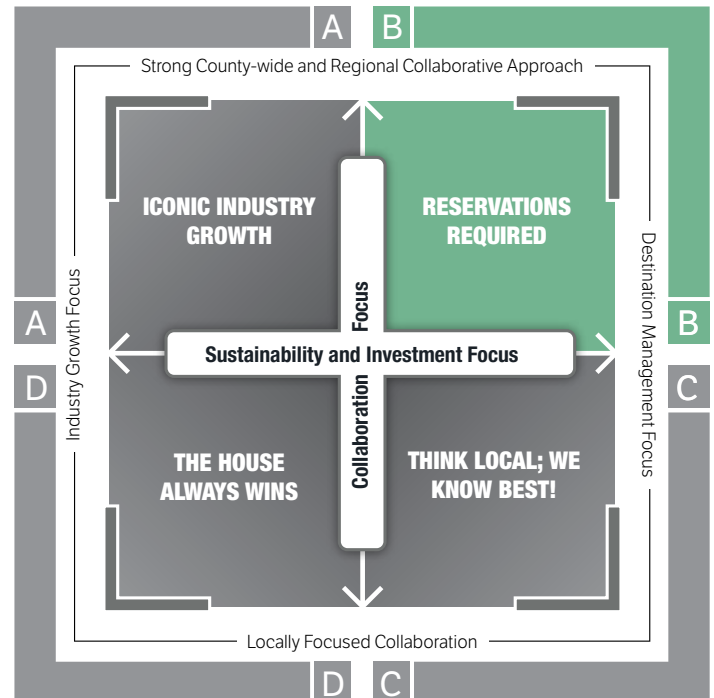 A B
Strong County-wide and Regional Collaborative Approach
ICONIC INDUSTRY
GROWTH
RESERVATIONS
REQUIRED
Industry Growth Focus
Destination Management Focus
A
B
Sustainability and Investment Focus
Collaboration Focus
D
C
THE HOUSE
ALWAYS WINS
THINK LOCAL; WE
KNOW BEST!
Locally Focused Collaboration
D C